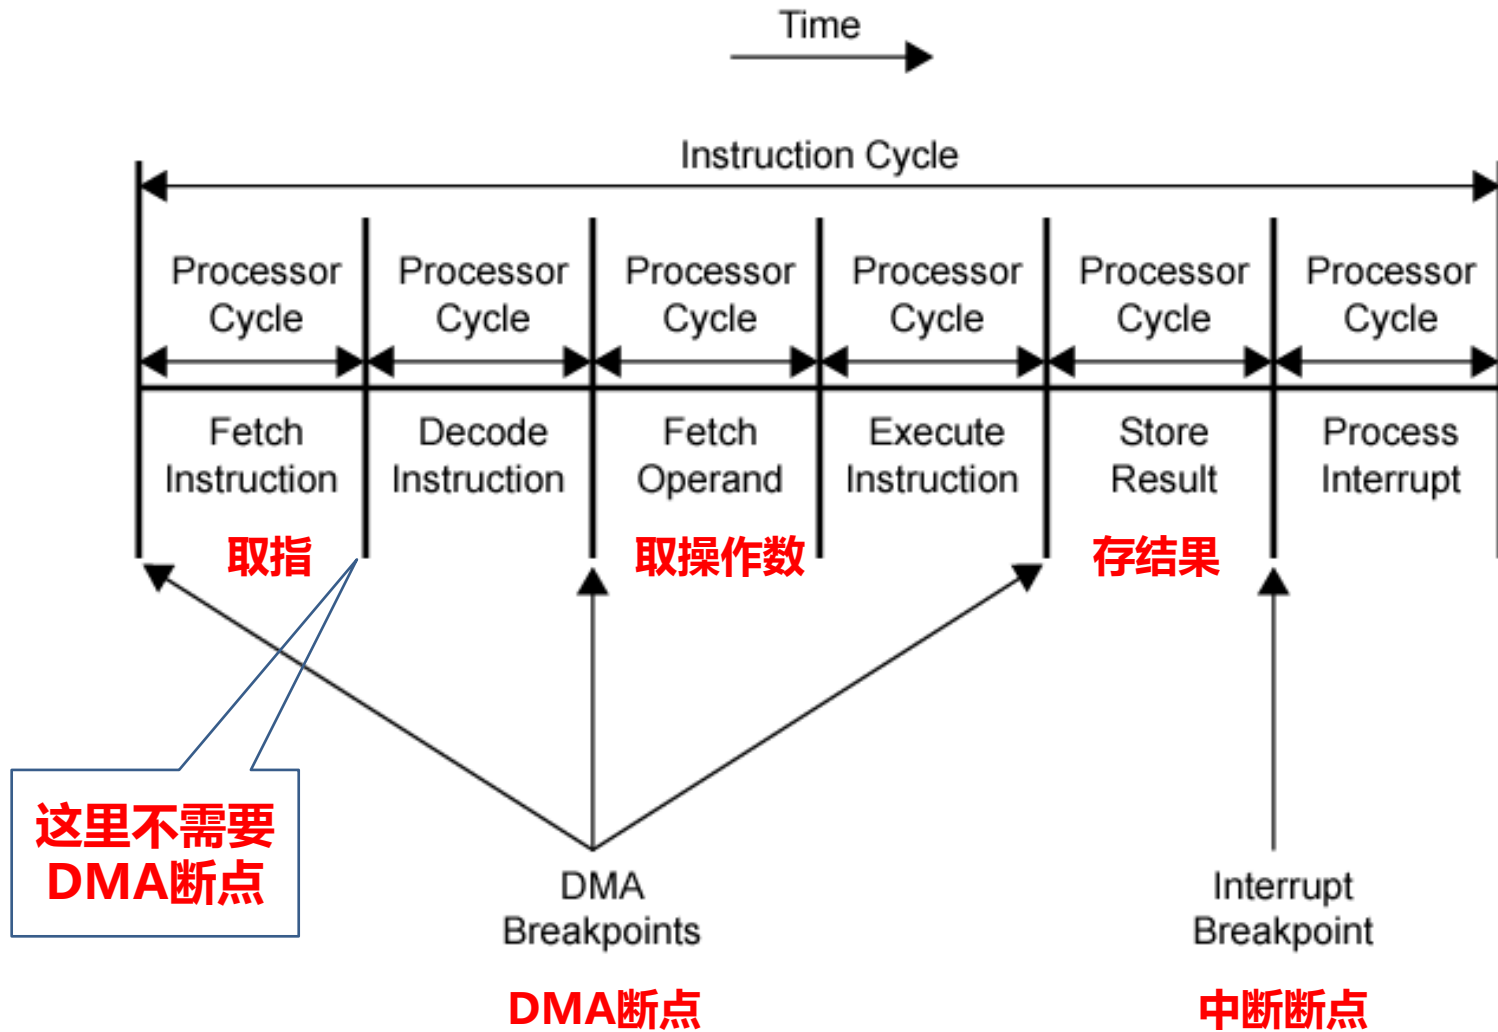 Time
Instruction Cycle
Processor Processor Processor Processor Processor Processor
Cycle Cycle Cycle Cycle Cycle Cycle
Fetch Decode Fetch Execute Store Process
Instruction Instruction Operand Instruction Result Interrupt
取指 取操作数 存结果
这里不需要
DMA断点
DMA Interrupt
Breakpoints Breakpoint
DMA断点 中断断点